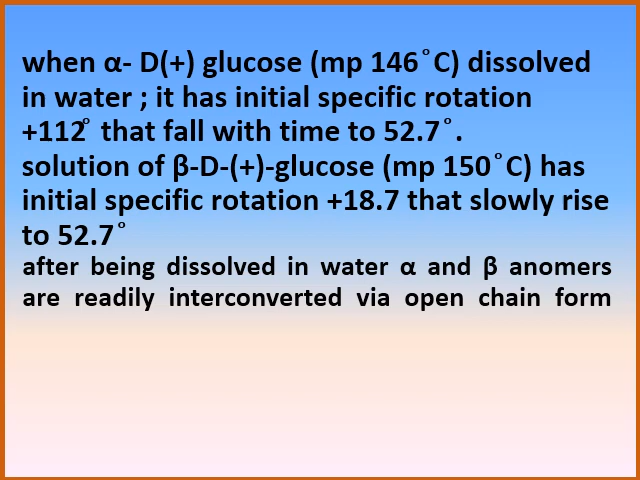 when α- D(+) glucose (mp 146˚C) dissolved
in water ; it has initial specific rotation
+112˚ that fall with time to 52.7˚.
solution of β-D-(+)-glucose (mp 150˚C) has
initial specific rotation +18.7 that slowly rise
to 52.7˚
after being dissolved in water α and β anomers
are readily interconverted via open chain form